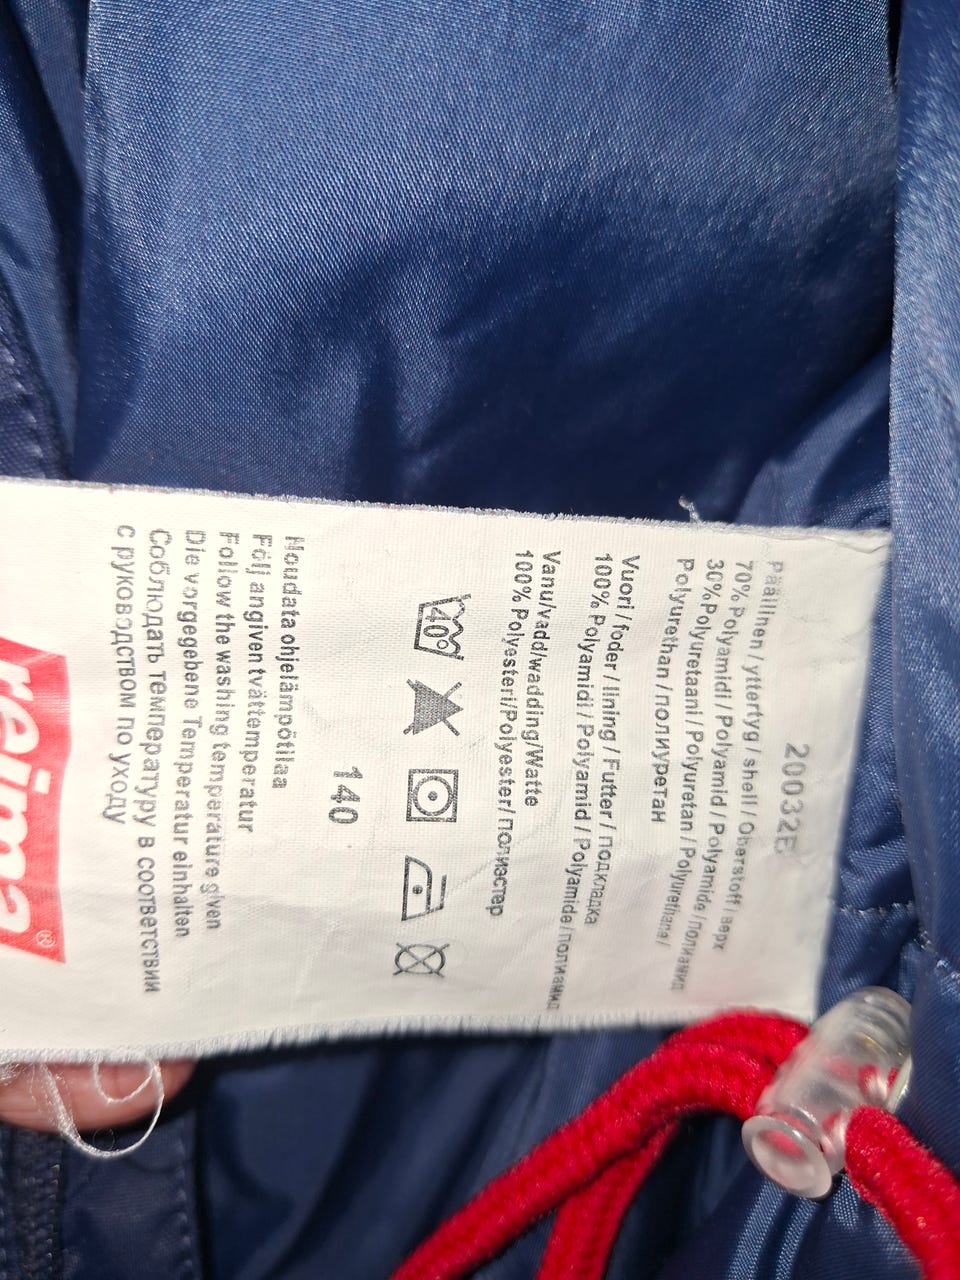 20032E
Päällinen / yttertyg / shell / Oberstoff / верх
70% Polyamidi / Polyamid / Polyamide / полиамид
30%Polyuretaani / Polyuretan / Polyurethane /
Polyurethan / полиуретан
Vuori / foder / lining / Futter / подкладка
100% Polyamidi / Polyamid / Polyamide / полиамид
Vanu/vadd/wadding/Watte
100% Polyesteri/Polyester/полиэстер
40°
140
Noudata ohjelämpötilaa
Följ angiven tvättemperatur
Follow the washing temperature given
Die vorgegebene Temperatur einhalten
Соблюдать температуру в соответствии
с руководством по уходу
reima®